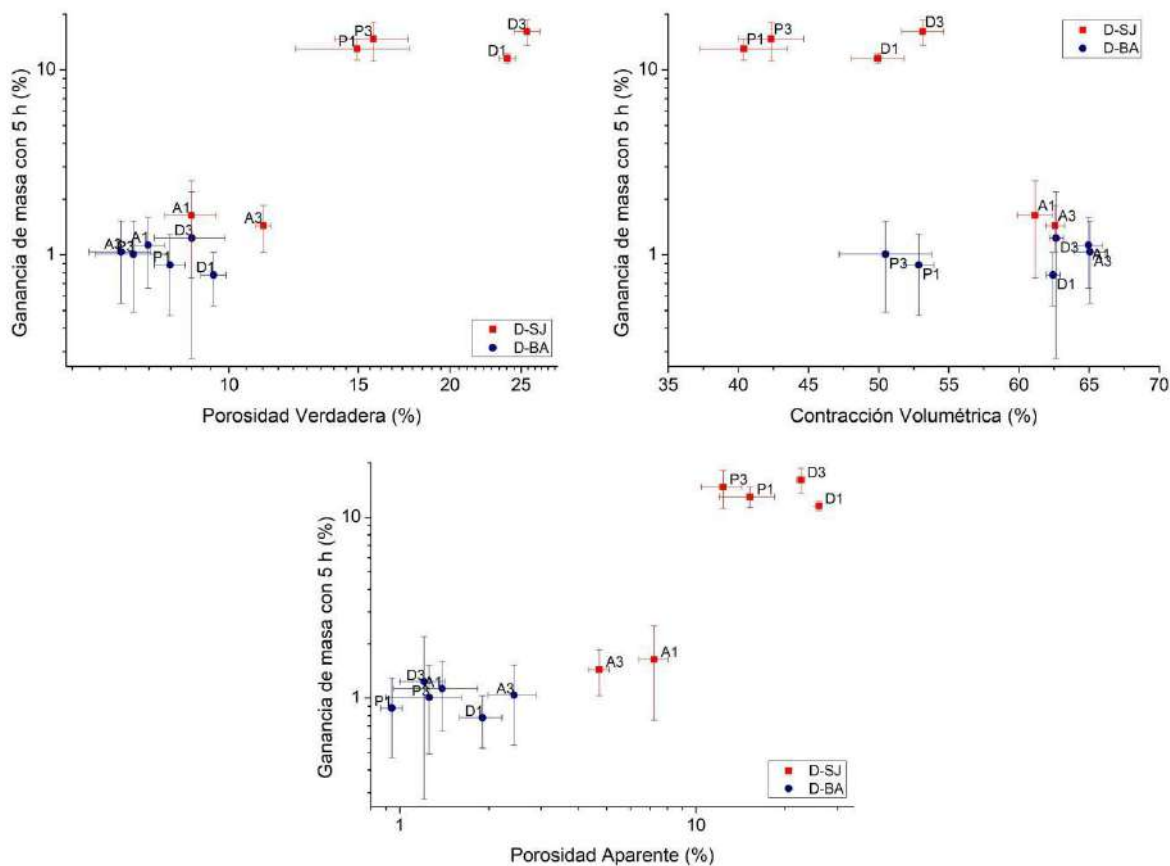 Ganancia de masa con 5 h (%)
10
1
P1
P3
D3
D1
A1
A3
A3
P3
A1
P1
D3
D1
D-SJ
D-BA
10
15
20
25
Porosidad Verdadera (%)
Ganancia de masa con 5 h (%)
10
1
P1
P3
D1
D3
D-SJ
D-BA
A1
A3
D3
A1
A3
D1
P3
P1
35
40
45
50
55
60
65
70
Contracción Volumétrica (%)
Ganancia de masa con 5 h (%)
10
1
P3
P1
D3
D1
A3
A1
P1
D3
P3
A1
D1
A3
D-SJ
D-BA
1
10
Porosidad Aparente (%)